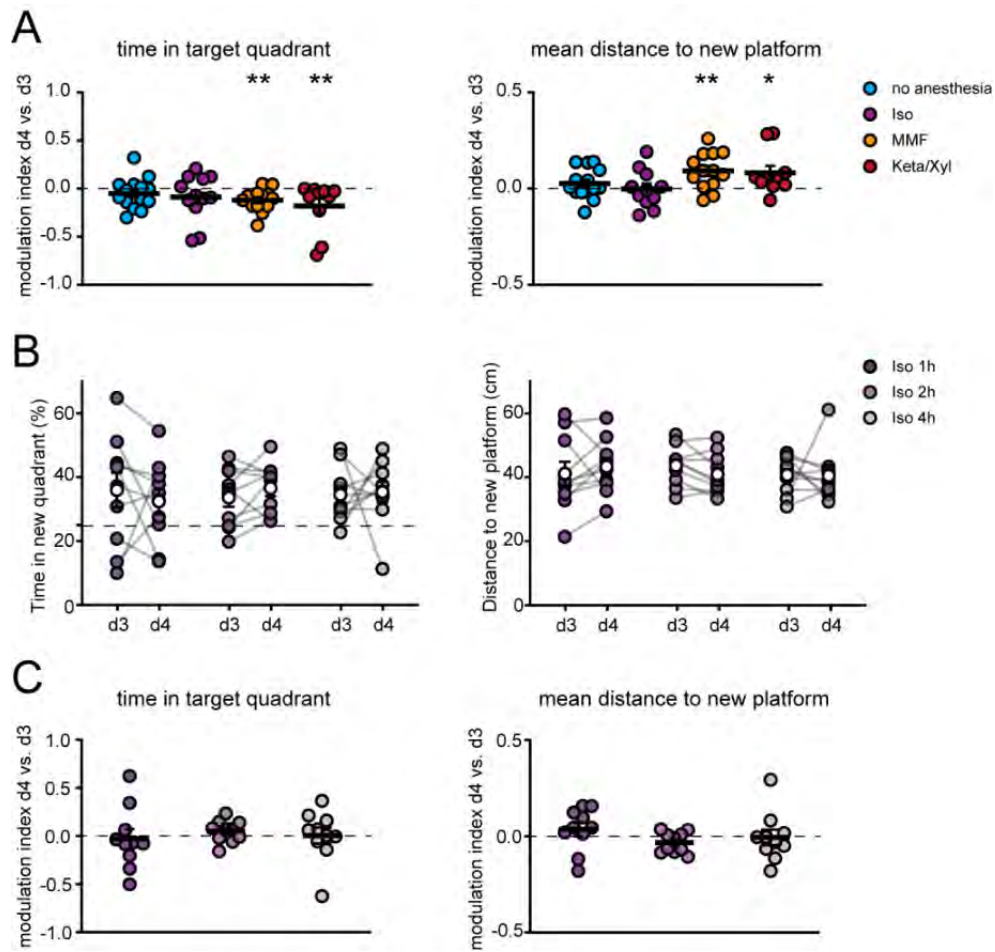 A
time in target quadrant
modulation index d4 vs. d3
1.0
0.5
0.0
-0.5
-1.0
** **
mean distance to new platform
modulation index d4 vs. d3
0.5
0.0
-0.5
** *
no anesthesia
Iso
MMF
Keta/Xyl
B
Time in new quadrant (%)
60
40
20
0
d3 d4 d3 d4 d3 d4
Distance to new platform (cm)
60
40
20
0
d3 d4 d3 d4 d3 d4
Iso 1h
Iso 2h
Iso 4h
C
time in target quadrant
modulation index d4 vs. d3
1.0
0.5
0.0
-0.5
-1.0
mean distance to new platform
modulation index d4 vs. d3
0.5
0.0
-0.5